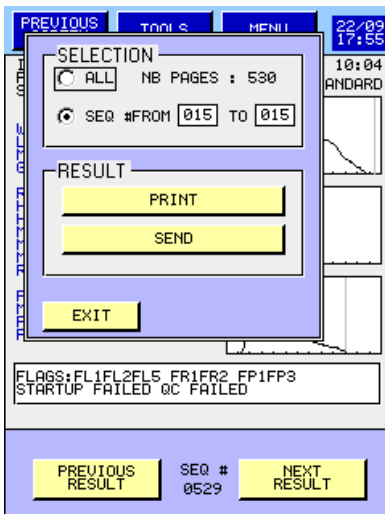 PREVIOUS TOOLS MENU 22/09
17:55
10:04
ANDARD
SELECTION
ALL NB PAGES : 530
SEQ #FROM 015 TO 015
RESULT
PRINT
SEND
EXIT
FLAGS:FL1FL2FL5 FR1FR2 FP1FP3
STARTUP FAILED QC FAILED
PREVIOUS RESULT SEQ # 0529 NEXT RESULT